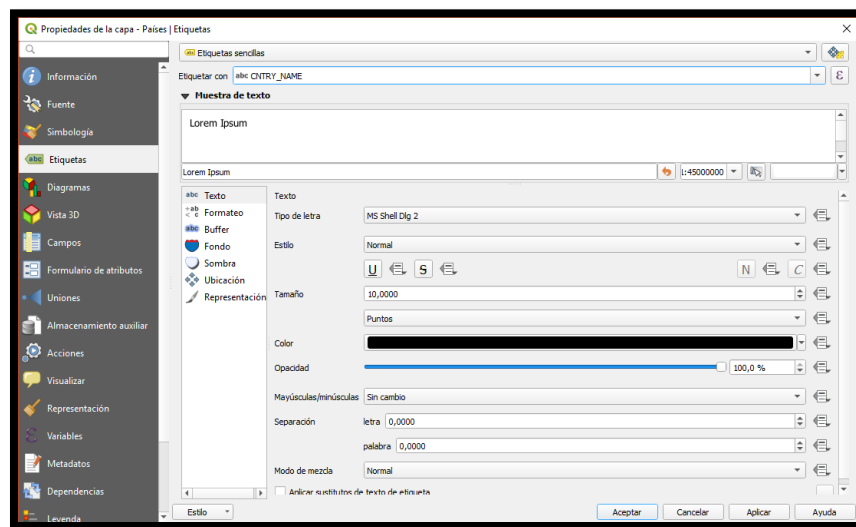 Propiedades de la capa - Países | Etiquetas
Etiquetas sencillas
Etiquetar con abc CNTRY_NAME
Muestra de texto
Lorem Ipsum
Lorem Ipsum
1:45000000
Información
Fuente
Simbología
abc Etiquetas
Diagramas
Vista 3D
Campos
Formulario de atributos
Uniones
Almacenamiento auxiliar
Acciones
Visualizar
Representación
Variables
Metadatos
Dependencias
Leyenda
abc Texto
Formateo
abc Buffer
Fondo
Sombra
Ubicación
Representación
Texto
Tipo de letra MS Shell Dlg 2
Estilo Normal
U S N C
Tamaño 10,0000
Puntos
Color
Opacidad 100,0 %
Mayúsculas/minúsculas Sin cambio
Separación letra 0,0000
palabra 0,0000
Modo de mezcla Normal
Aplicar sustitutos de texto de etiqueta
Estilo Aceptar Cancelar Aplicar Ayuda